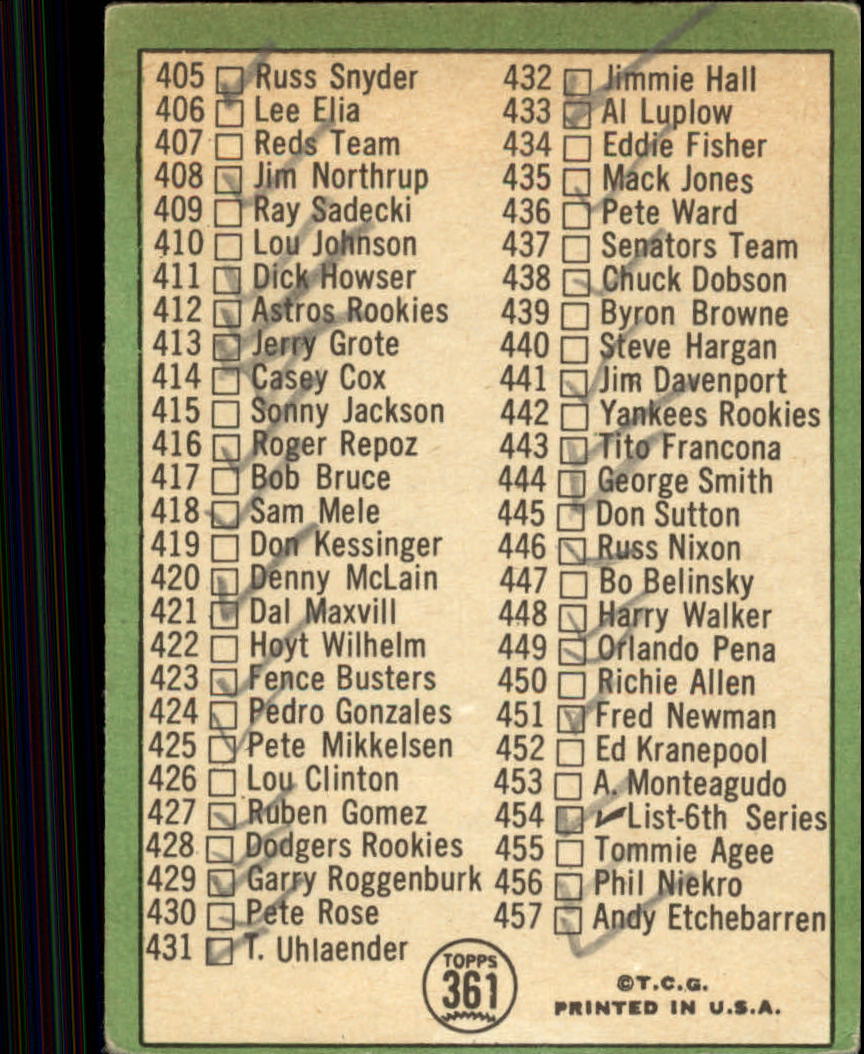 405 Russ Snyder
406 Lee Elia
407 Reds Team
408 Jim Northrup
409 Ray Sadecki
410 Lou Johnson
411 Dick Howser
412 Astros Rookies
413 Jerry Grote
414 Casey Cox
415 Sonny Jackson
416 Roger Repoz
417 Bob Bruce
418 Sam Mele
419 Don Kessinger
420 Denny McLain
421 Dal Maxvill
422 Hoyt Wilhelm
423 Fence Busters
424 Pedro Gonzales
425 Pete Mikkelsen
426 Lou Clinton
427 Ruben Gomez
428 Dodgers Rookies
429 Garry Roggenburk
430 Pete Rose
431 T. Uhlaender
432 Jimmie Hall
433 Al Luplow
434 Eddie Fisher
435 Mack Jones
436 Pete Ward
437 Senators Team
438 Chuck Dobson
439 Byron Browne
440 Steve Hargan
441 Jim Davenport
442 Yankees Rookies
443 Tito Francona
444 George Smith
445 Don Sutton
446 Russ Nixon
447 Bo Belinsky
448 Harry Walker
449 Orlando Pena
450 Richie Allen
451 Fred Newman
452 Ed Kranepool
453 A. Monteagudo
454 ✓List-6th Series
455 Tommie Agee
456 Phil Niekro
457 Andy Etchebarren
TOPPS
361
©T.C.G.
PRINTED IN U.S.A.